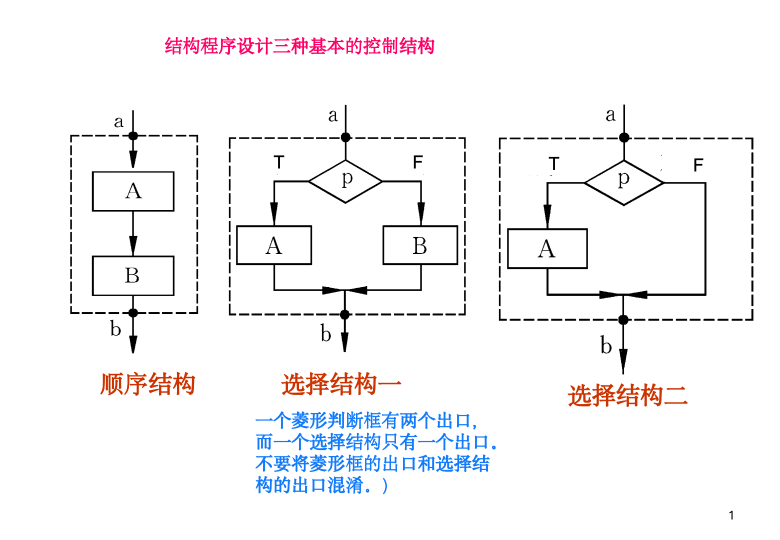 结构程序设计三种基本的控制结构
a
A
B
b
顺序结构
a
T
F
p
A
B
b
选择结构一
一个菱形判断框有两个出口,
而一个选择结构只有一个出口。
不要将菱形框的出口和选择结
构的出口混淆。)
a
T
F
p
A
b
选择结构二
1